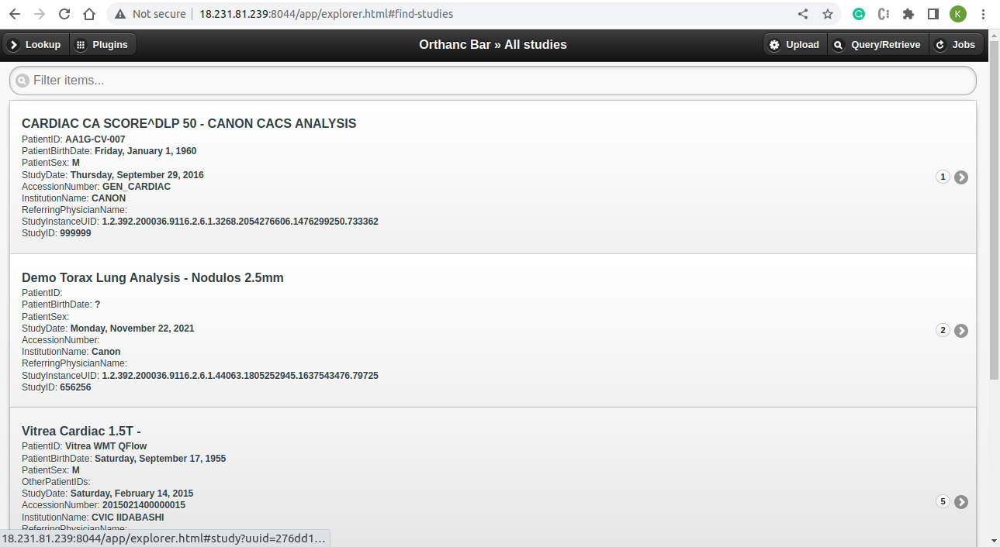 Not secure
18.231.81.239:8044/app/explorer.html#find-studies
K
Lookup
Plugins
Orthanc Bar » All studies
Upload
Query/Retrieve
Jobs
Filter items...
CARDIAC CA SCORE^DLP 50 - CANON CACS ANALYSIS
PatientID: AA1G-CV-007
PatientBirthDate: Friday, January 1, 1960
PatientSex: M
StudyDate: Thursday, September 29, 2016
AccessionNumber: GEN_CARDIAC
InstitutionName: CANON
ReferringPhysicianName:
StudyInstanceUID: 1.2.392.200036.9116.2.6.1.3268.2054276606.1476299250.733362
StudyID: 999999
1
Demo Torax Lung Analysis - Nodulos 2.5mm
PatientID:
PatientBirthDate: ?
PatientSex:
StudyDate: Monday, November 22, 2021
AccessionNumber:
InstitutionName: Canon
ReferringPhysicianName:
StudyInstanceUID: 1.2.392.200036.9116.2.6.1.44063.1805252945.1637543476.79725
StudyID: 656256
2
Vitrea Cardiac 1.5T -
PatientID: Vitrea WMT QFlow
PatientBirthDate: Saturday, September 17, 1955
PatientSex: M
OtherPatientIDs:
StudyDate: Saturday, February 14, 2015
AccessionNumber: 2015021400000015
InstitutionName: CVIC IIDABASHI
ReferringPhysicianName:
5
18.231.81.239:8044/app/explorer.html#study?uuid=276dd1…